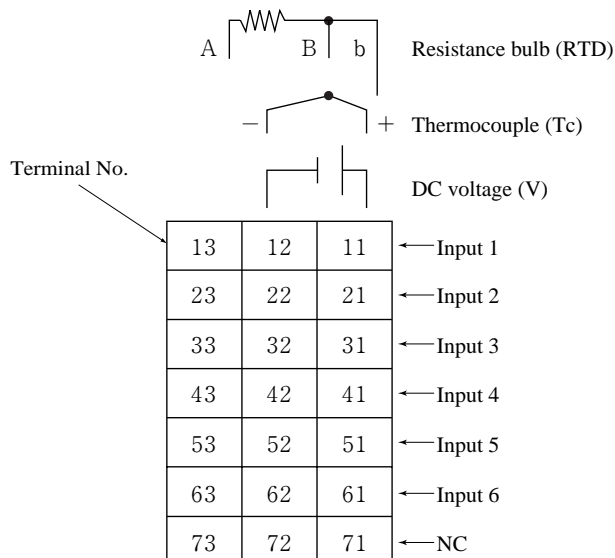 A B b Resistance bulb (RTD)
− + Thermocouple (Tc)
Terminal No.
DC voltage (V)
13 12 11 Input 1
23 22 21 Input 2
33 32 31 Input 3
43 42 41 Input 4
53 52 51 Input 5
63 62 61 Input 6
73 72 71 NC